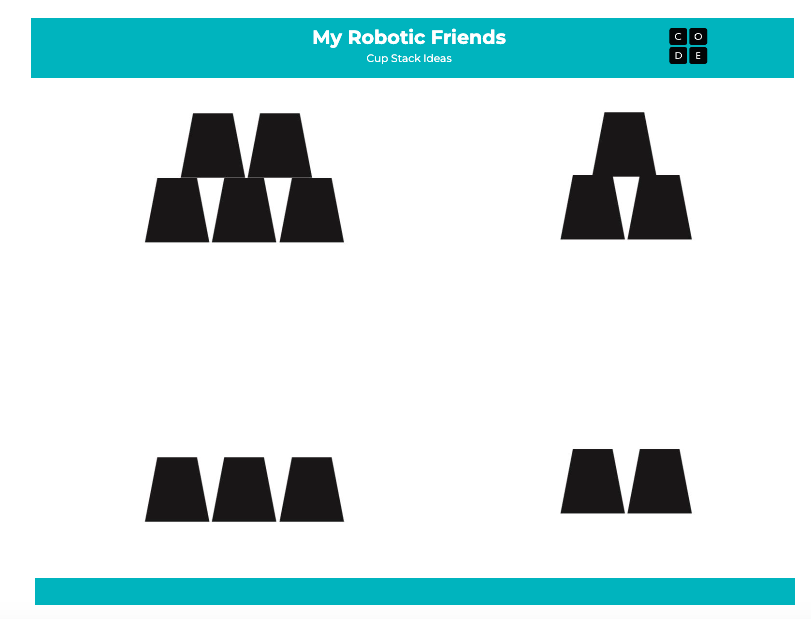 My Robotic Friends
Cup Stack Ideas
C O
D E